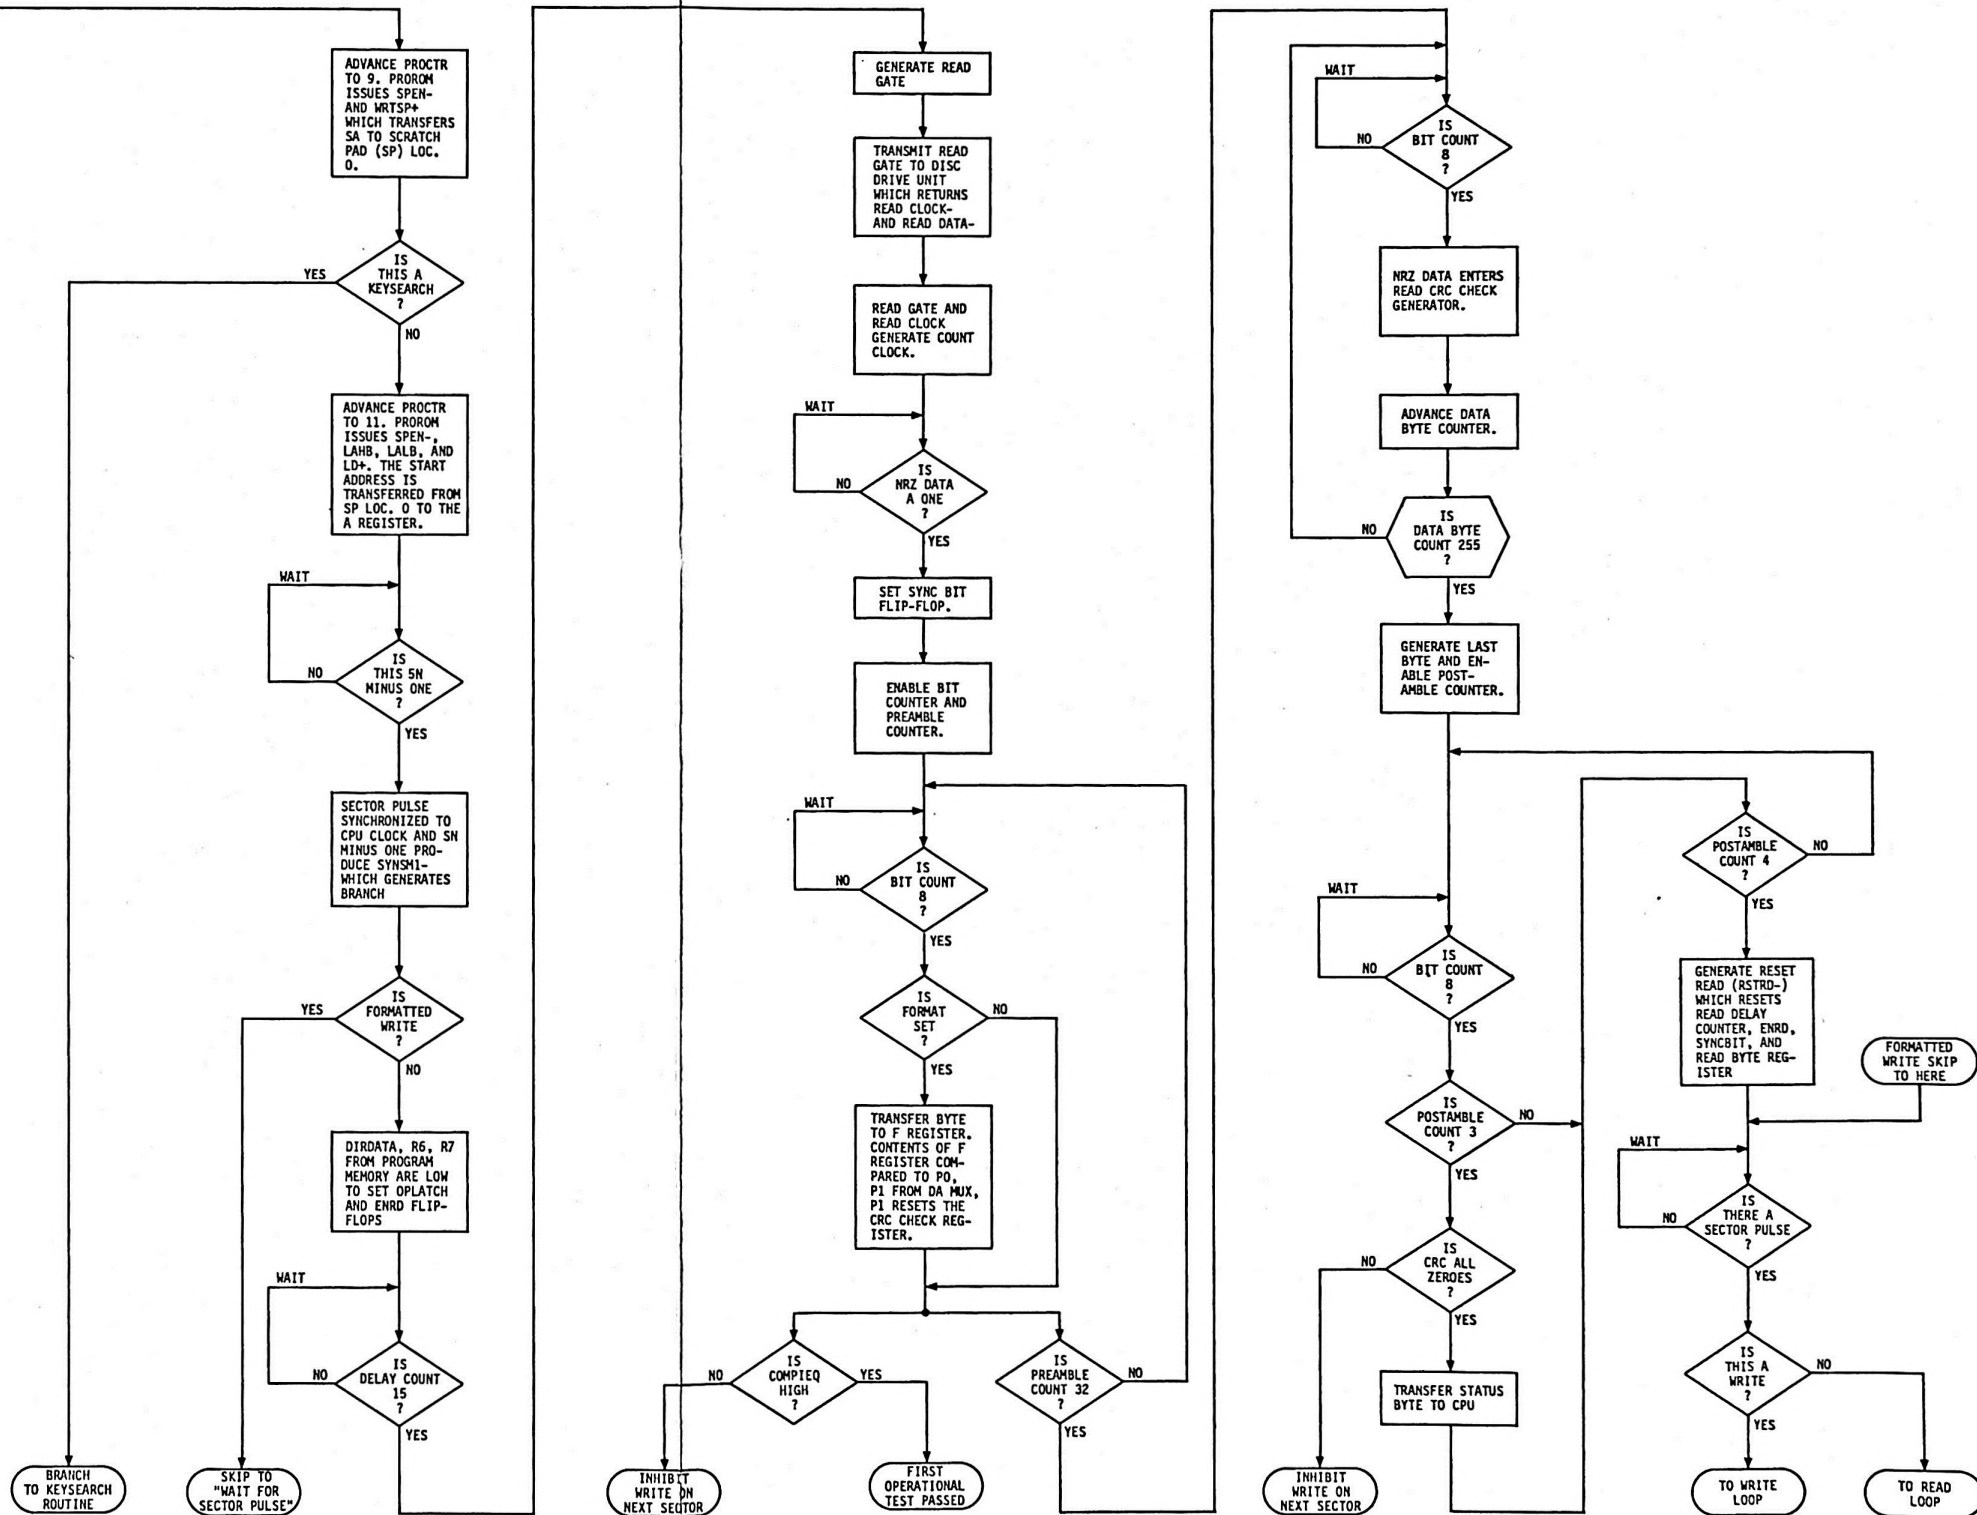 ADVANCE PROCTR
TO 9. PROROM
ISSUES SPEN-
AND WRTSP+
WHICH TRANSFERS
SA TO SCRATCH
PAD (SP) LOC.
0.
IS
THIS A
KEYSEARCH
?
YES
NO
ADVANCE PROCTR
TO 11. PROROM
ISSUES SPEN-,
LAHB, LALB, AND
LD+. THE START
ADDRESS IS
TRANSFERRED FROM
SP LOC. 0 TO THE
A REGISTER.
WAIT
IS
THIS SN
MINUS ONE
?
NO
YES
SECTOR PULSE
SYNCHRONIZED TO
CPU CLOCK AND SN
MINUS ONE PRO-
DUCE SYNSM1-
WHICH GENERATES
BRANCH
IS
FORMATTED
WRITE
?
YES
NO
DIRDATA, R6, R7
FROM PROGRAM
MEMORY ARE LOW
TO SET OPLATCH
AND ENRD FLIP-
FLOPS
WAIT
IS
DELAY COUNT
15
?
NO
YES
BRANCH
TO KEYSEARCH
ROUTINE
SKIP TO
"WAIT FOR
SECTOR PULSE"
GENERATE READ
GATE
TRANSMIT READ
GATE TO DISC
DRIVE UNIT
WHICH RETURNS
READ CLOCK-
AND READ DATA-
READ GATE AND
READ CLOCK
GENERATE COUNT
CLOCK.
WAIT
IS
NRZ DATA
A ONE
?
NO
YES
SET SYNC BIT
FLIP-FLOP.
ENABLE BIT
COUNTER AND
PREAMBLE
COUNTER.
WAIT
IS
BIT COUNT
8
?
NO
YES
IS
FORMAT
SET
?
NO
YES
TRANSFER BYTE
TO F REGISTER.
CONTENTS OF F
REGISTER COM-
PARED TO P0,
P1 FROM DA MUX,
P1 RESETS THE
CRC CHECK REG-
ISTER.
IS
COMPIEQ
HIGH
?
NO
YES
IS
PREAMBLE
COUNT 32
?
NO
YES
INHIBIT
WRITE ON
NEXT SECTOR
FIRST
OPERATIONAL
TEST PASSED
WAIT
IS
BIT COUNT
8
?
NO
YES
NRZ DATA ENTERS
READ CRC CHECK
GENERATOR.
ADVANCE DATA
BYTE COUNTER.
IS
DATA BYTE
COUNT 255
?
NO
YES
GENERATE LAST
BYTE AND EN-
ABLE POST-
AMBLE COUNTER.
WAIT
IS
BIT COUNT
8
?
NO
YES
IS
POSTAMBLE
COUNT 3
?
NO
YES
IS
CRC ALL
ZEROES
?
NO
YES
TRANSFER STATUS
BYTE TO CPU
INHIBIT
WRITE ON
NEXT SECTOR
IS
POSTAMBLE
COUNT 4
?
NO
YES
GENERATE RESET
READ (RSTRD-)
WHICH RESETS
READ DELAY
COUNTER, ENRD,
SYNCBIT, AND
READ BYTE REG-
ISTER
FORMATTED
WRITE SKIP
TO HERE
WAIT
IS
THERE A
SECTOR PULSE
?
NO
YES
IS
THIS A
WRITE
?
NO
YES
TO WRITE
LOOP
TO READ
LOOP